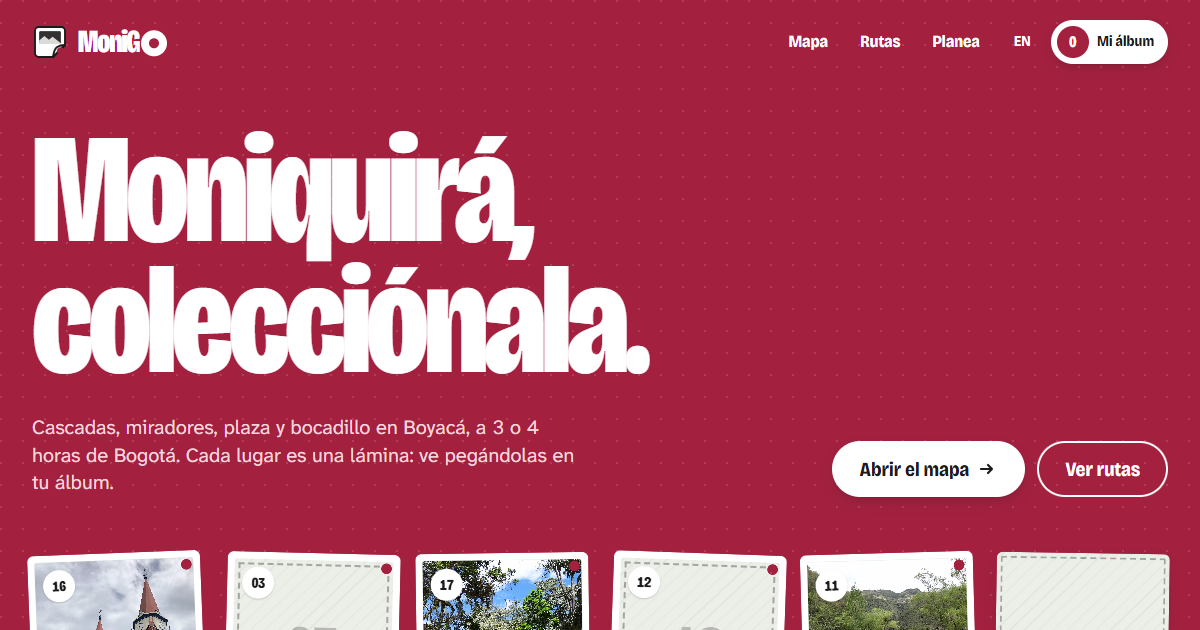 MoniGO
Mapa
Rutas
Planea
EN
0
Mi álbum
Moniquirá,
colecciónala.
Cascadas, miradores, plaza y bocadillo en Boyacá, a 3 o 4
horas de Bogotá. Cada lugar es una lámina: ve pegándolas en
tu álbum.
Abrir el mapa →
Ver rutas
16
03
17
12
11